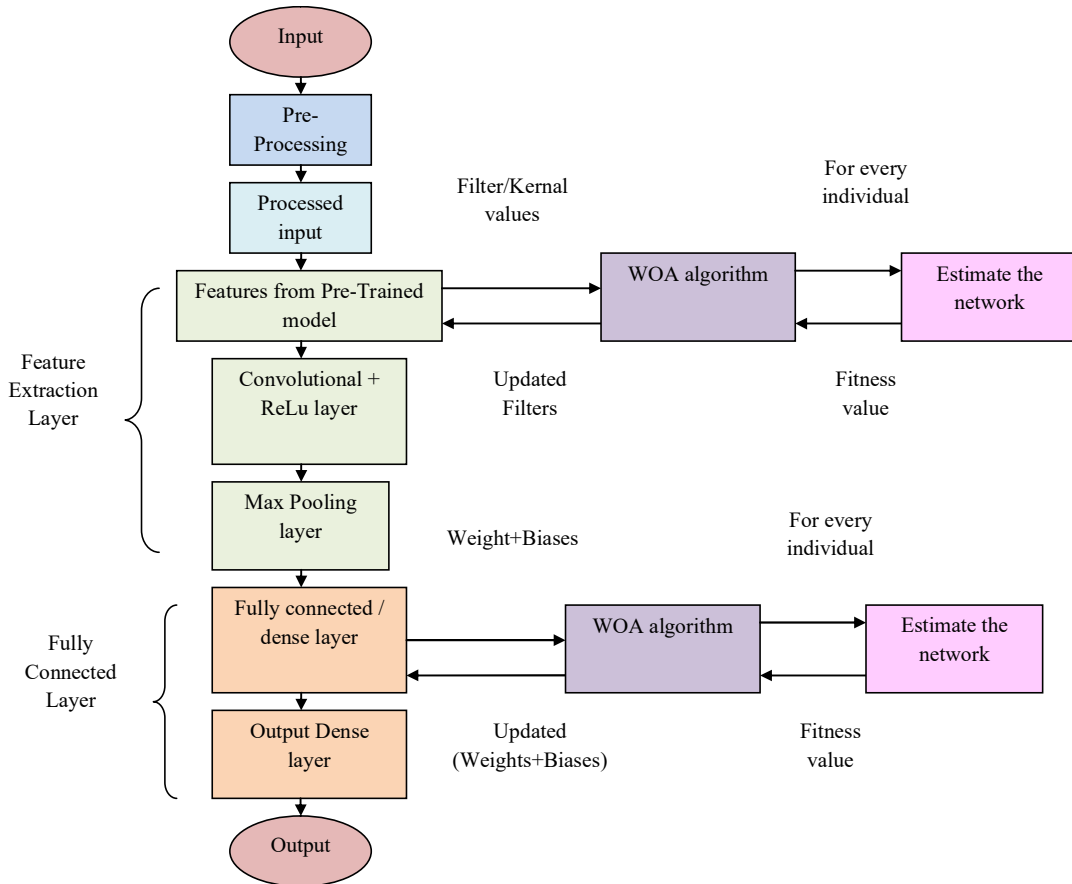 Input
Pre-
Processing
Processed
input
Filter/Kernal
values
For every
individual
Features from Pre-Trained
model
WOA algorithm
Estimate the
network
Feature
Extraction
Layer
Convolutional +
ReLu layer
Updated
Filters
Fitness
value
Max Pooling
layer
Weight+Biases
For every
individual
Fully
Connected
Layer
Fully connected /
dense layer
WOA algorithm
Estimate the
network
Output Dense
layer
Updated
(Weights+Biases)
Fitness
value
Output